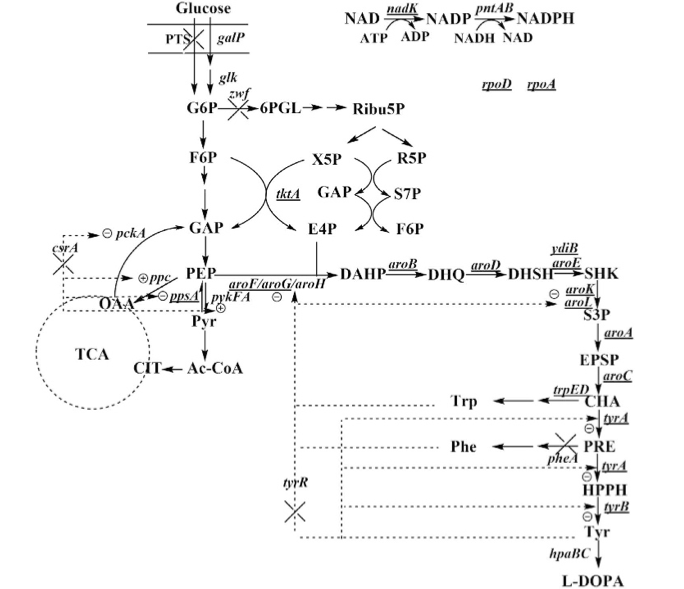 Glucose
NAD nadK NADP pntAB NADPH
PTS galP
ATP ADP NADH NAD
glk
zwf
rpoD rpoA
G6P 6PGL Ribu5P
F6P X5P R5P
tktA GAP S7P
csrA ⊖ pckA GAP E4P F6P
ydiB
⊕ ppc PEP DAHP aroB DHQ aroD DHSH aroE SHK
aroF/aroG/aroH
⊖
OAA ⊖ ppsA pykFA
⊕
⊖ aroK
aroL
Pyr S3P
aroA
TCA EPSP
CIT Ac-CoA
aroC
Trp trpED CHA
⊖ tyrA
Phe PRE
pheA
⊖ tyrA
tyrR HPPH
⊖ tyrB
Tyr
hpaBC
L-DOPA